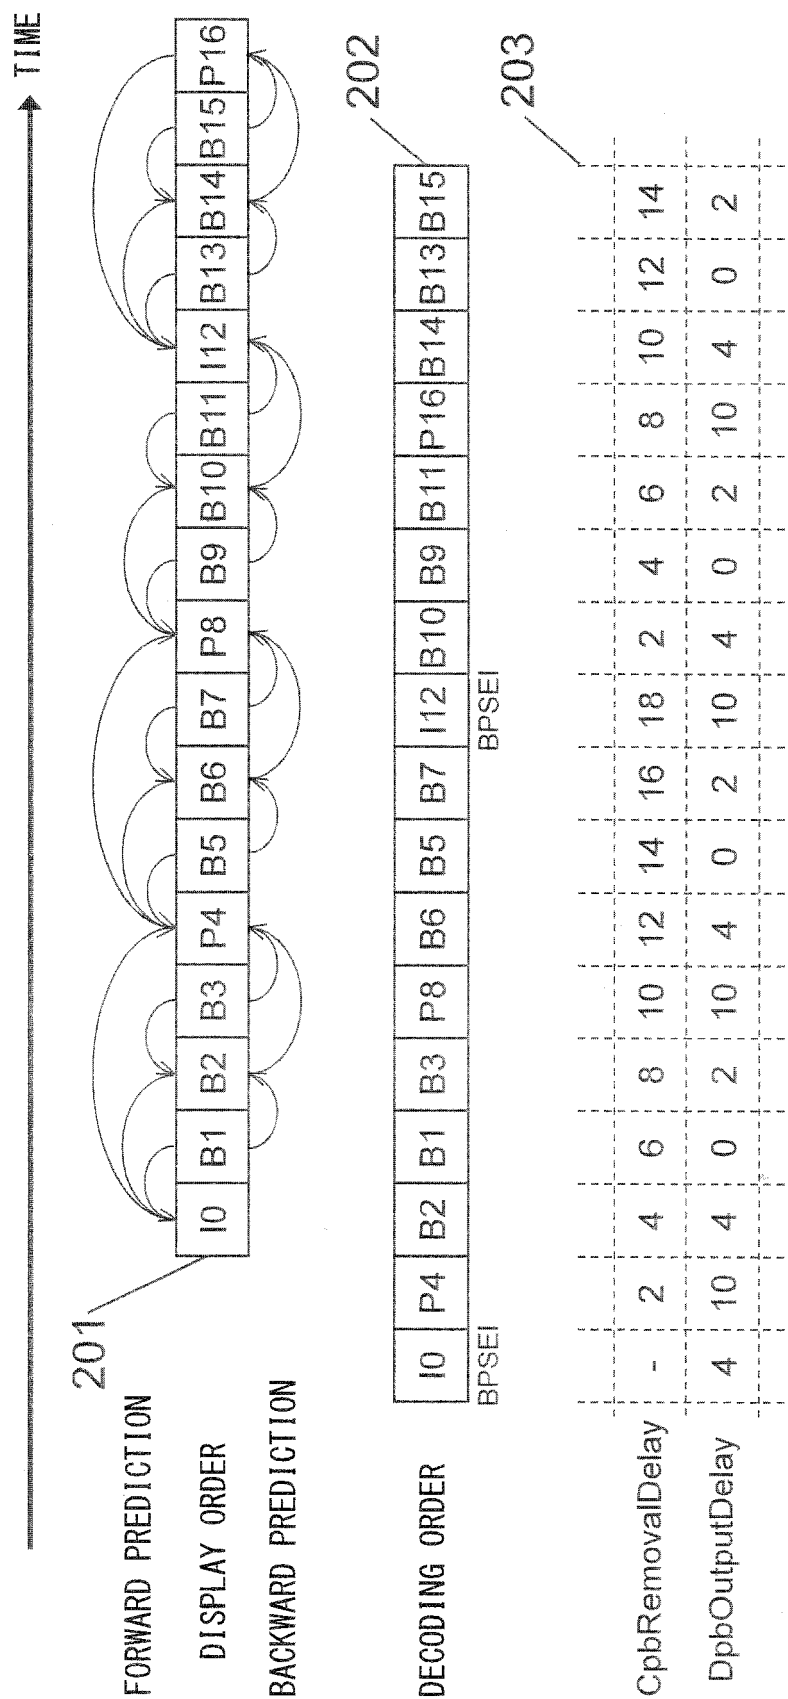 TIME
201
FORWARD PREDICTION
DISPLAY ORDER
I0 B1 B2 B3 P4 B5 B6 B7 P8 B9 B10 B11 I12 B13 B14 B15 P16
BACKWARD PREDICTION
202
DECODING ORDER
I0 P4 B2 B1 B3 P8 B6 B5 B7 I12 B10 B9 B11 P16 B14 B13 B15
BPSEI BPSEI
203
CpbRemovalDelay - 2 4 6 8 10 12 14 16 18 2 4 6 8 10 12 14
DpbOutputDelay 4 10 4 0 2 10 4 0 2 10 4 0 2 10 4 0 2